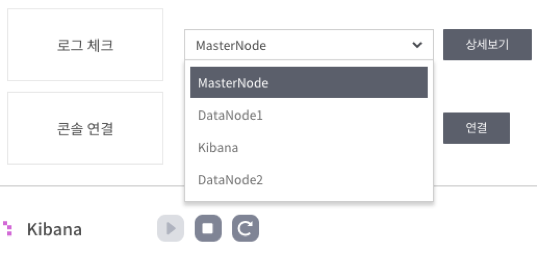 로그 체크
MasterNode
상세보기
MasterNode
DataNode1
Kibana
DataNode2
콘솔 연결
연결
Kibana